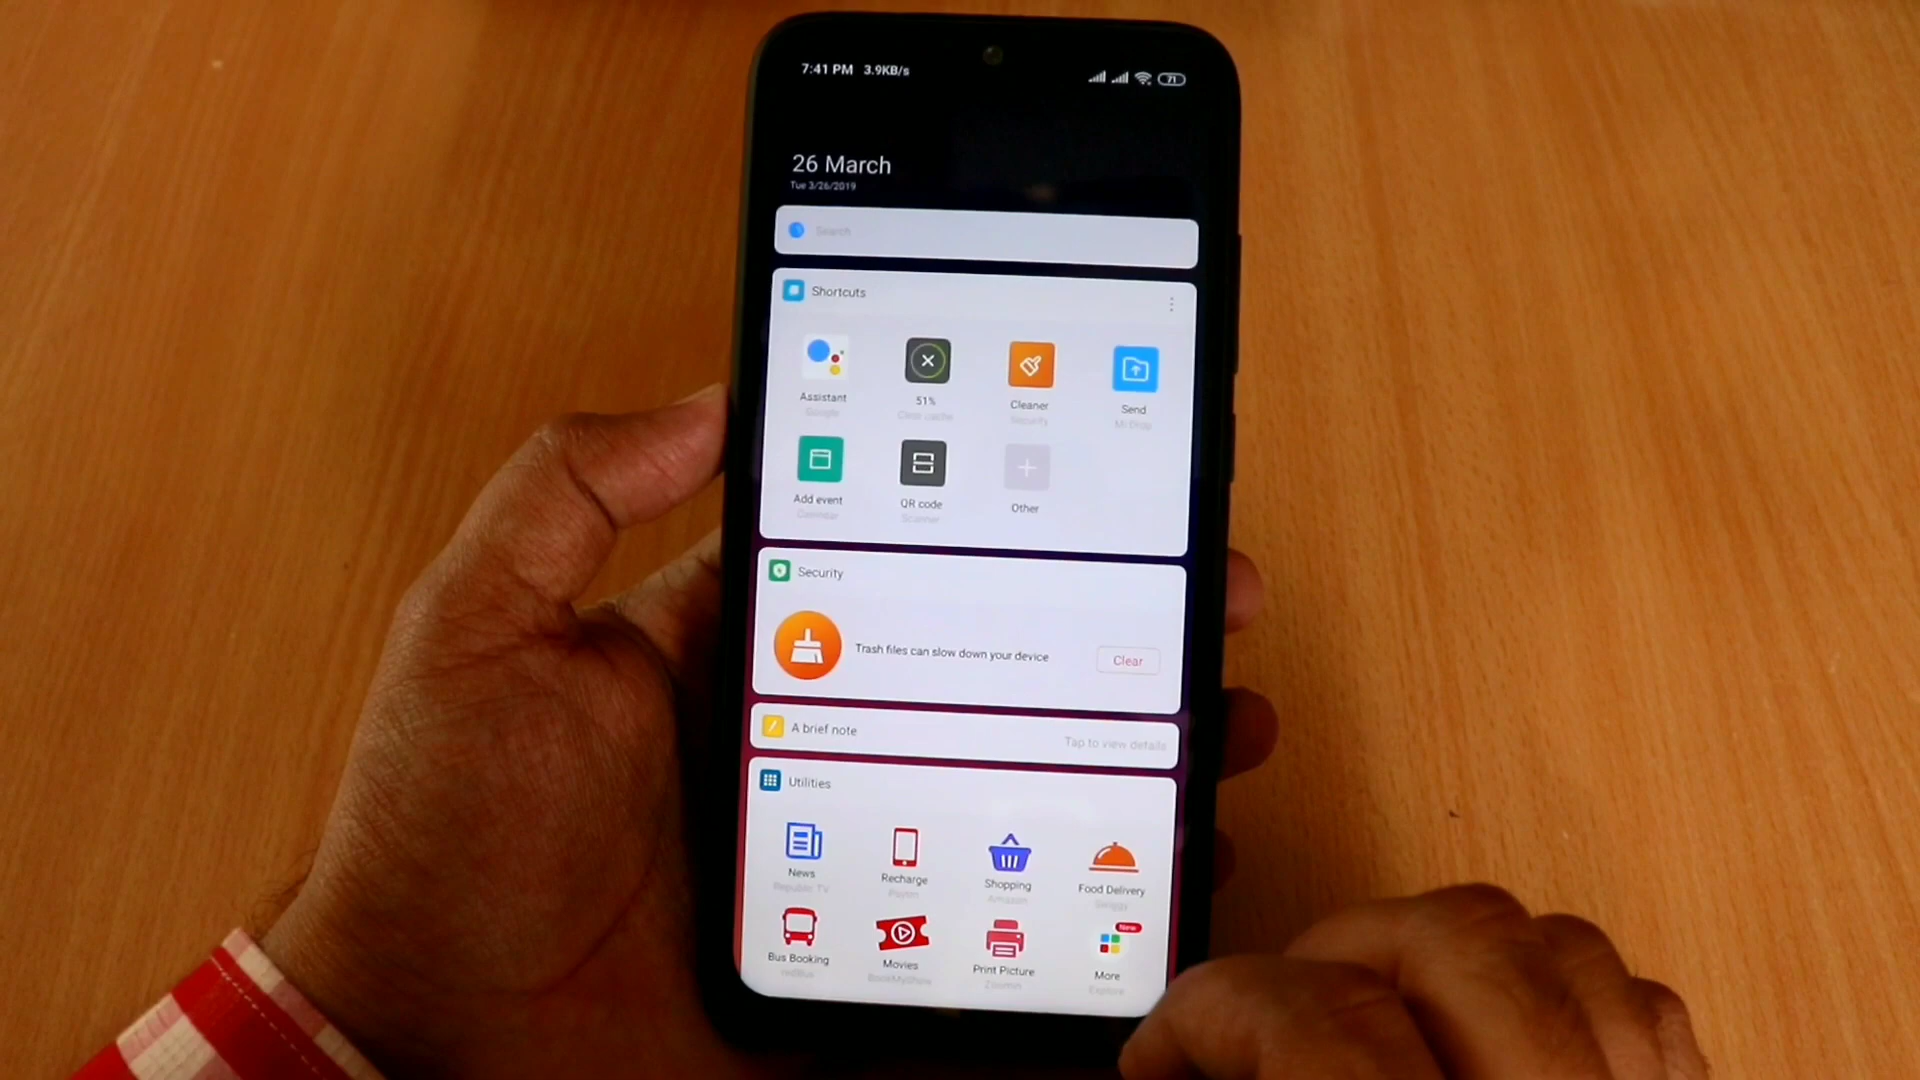 7:41 PM 3.9KB/s 71
26 March
Tue 3/26/2019
Search
Shortcuts
Assistant 51% Cleaner Send
Google Clear cache Security Mi Drop
Add event QR code Other
Calendar Scanner
Security
Trash files can slow down your device Clear
A brief note Tap to view details
Utilities
News Recharge Shopping Food Delivery
Republic TV Paytm Amazon Swiggy
New
Bus Booking Movies Print Picture More
redBus BookMyShow Zoomin Explore